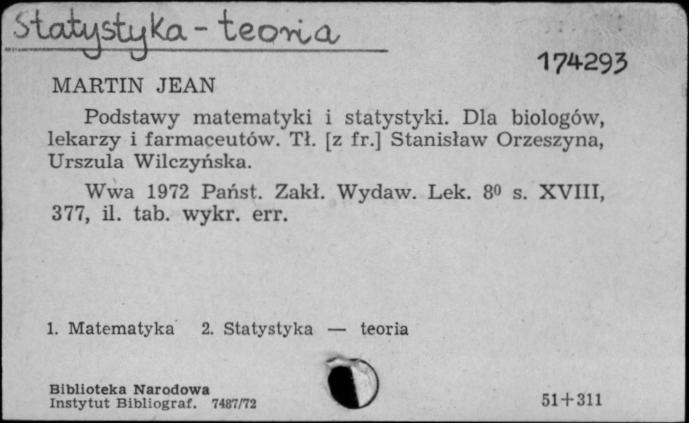 Statystyka - teoria
174293
MARTIN JEAN
Podstawy matematyki i statystyki. Dla biologów,
lekarzy i farmaceutów. Tł. [z fr.] Stanisław Orzeszyna,
Urszula Wilczyńska.
Wwa 1972 Państ. Zakł. Wydaw. Lek. 8⁰ s. XVIII,
377, il. tab. wykr. err.
1. Matematyka 2. Statystyka — teoria
Biblioteka Narodowa
Instytut Bibliograf. 7487/72
51+311